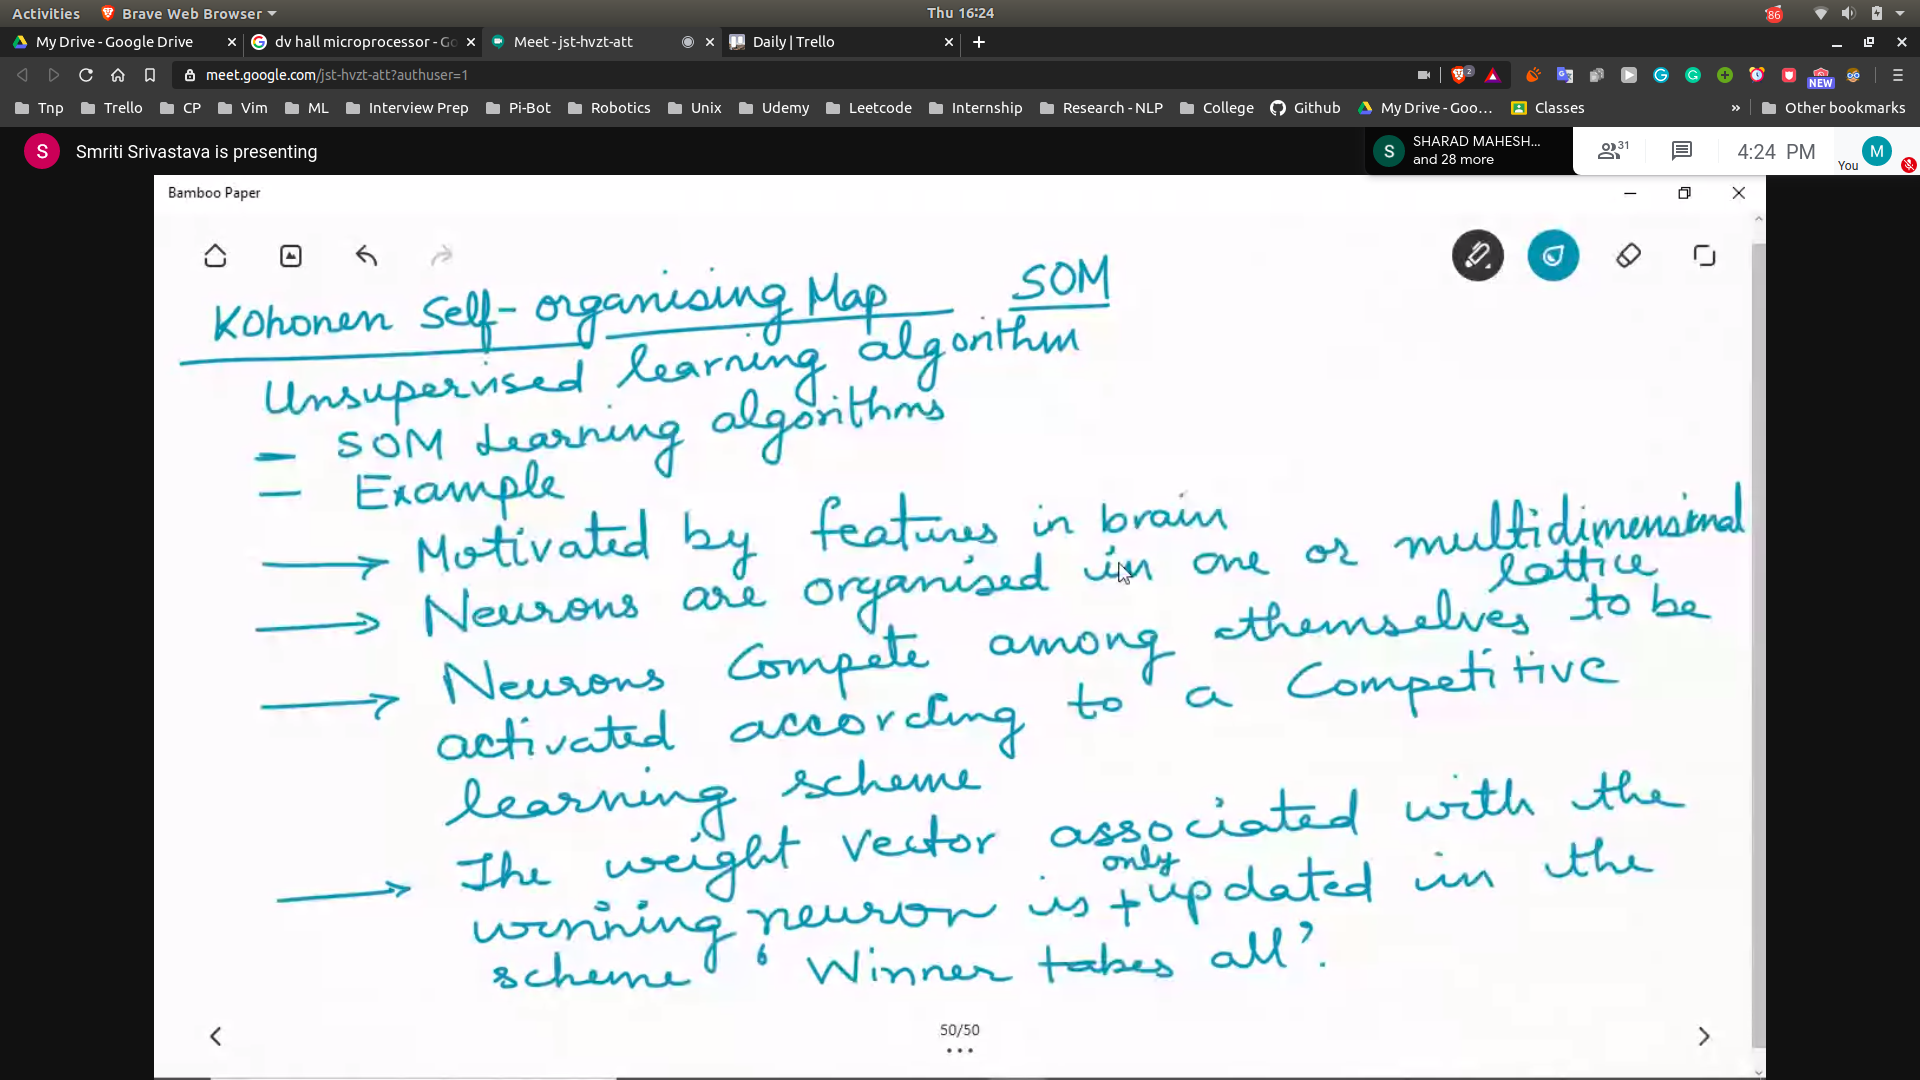 Activities Brave Web Browser Thu 16:24 86
My Drive - Google Drive dv hall microprocessor - Go Meet - jst-hvzt-att Daily | Trello
meet.google.com/jst-hvzt-att?authuser=1 2 NEW
Tnp Trello CP Vim ML Interview Prep Pi-Bot Robotics Unix Udemy Leetcode Internship Research - NLP College Github My Drive - Goo... Classes » Other bookmarks
S Smriti Srivastava is presenting S SHARAD MAHESH... and 28 more 31 4:24 PM You M
Bamboo Paper
Kohonen Self-organising Map SOM
Unsupervised learning algorithm
- SOM Learning algorithms
- Example
→ Motivated by features in brain
→ Neurons are organised in one or multidimensional
lattice
→ Neurons compete among themselves to be
activated according to a Competitive
learning scheme
→ The weight vector associated with the
only
winning neuron is updated in the
scheme ‘Winner takes all’.
50/50